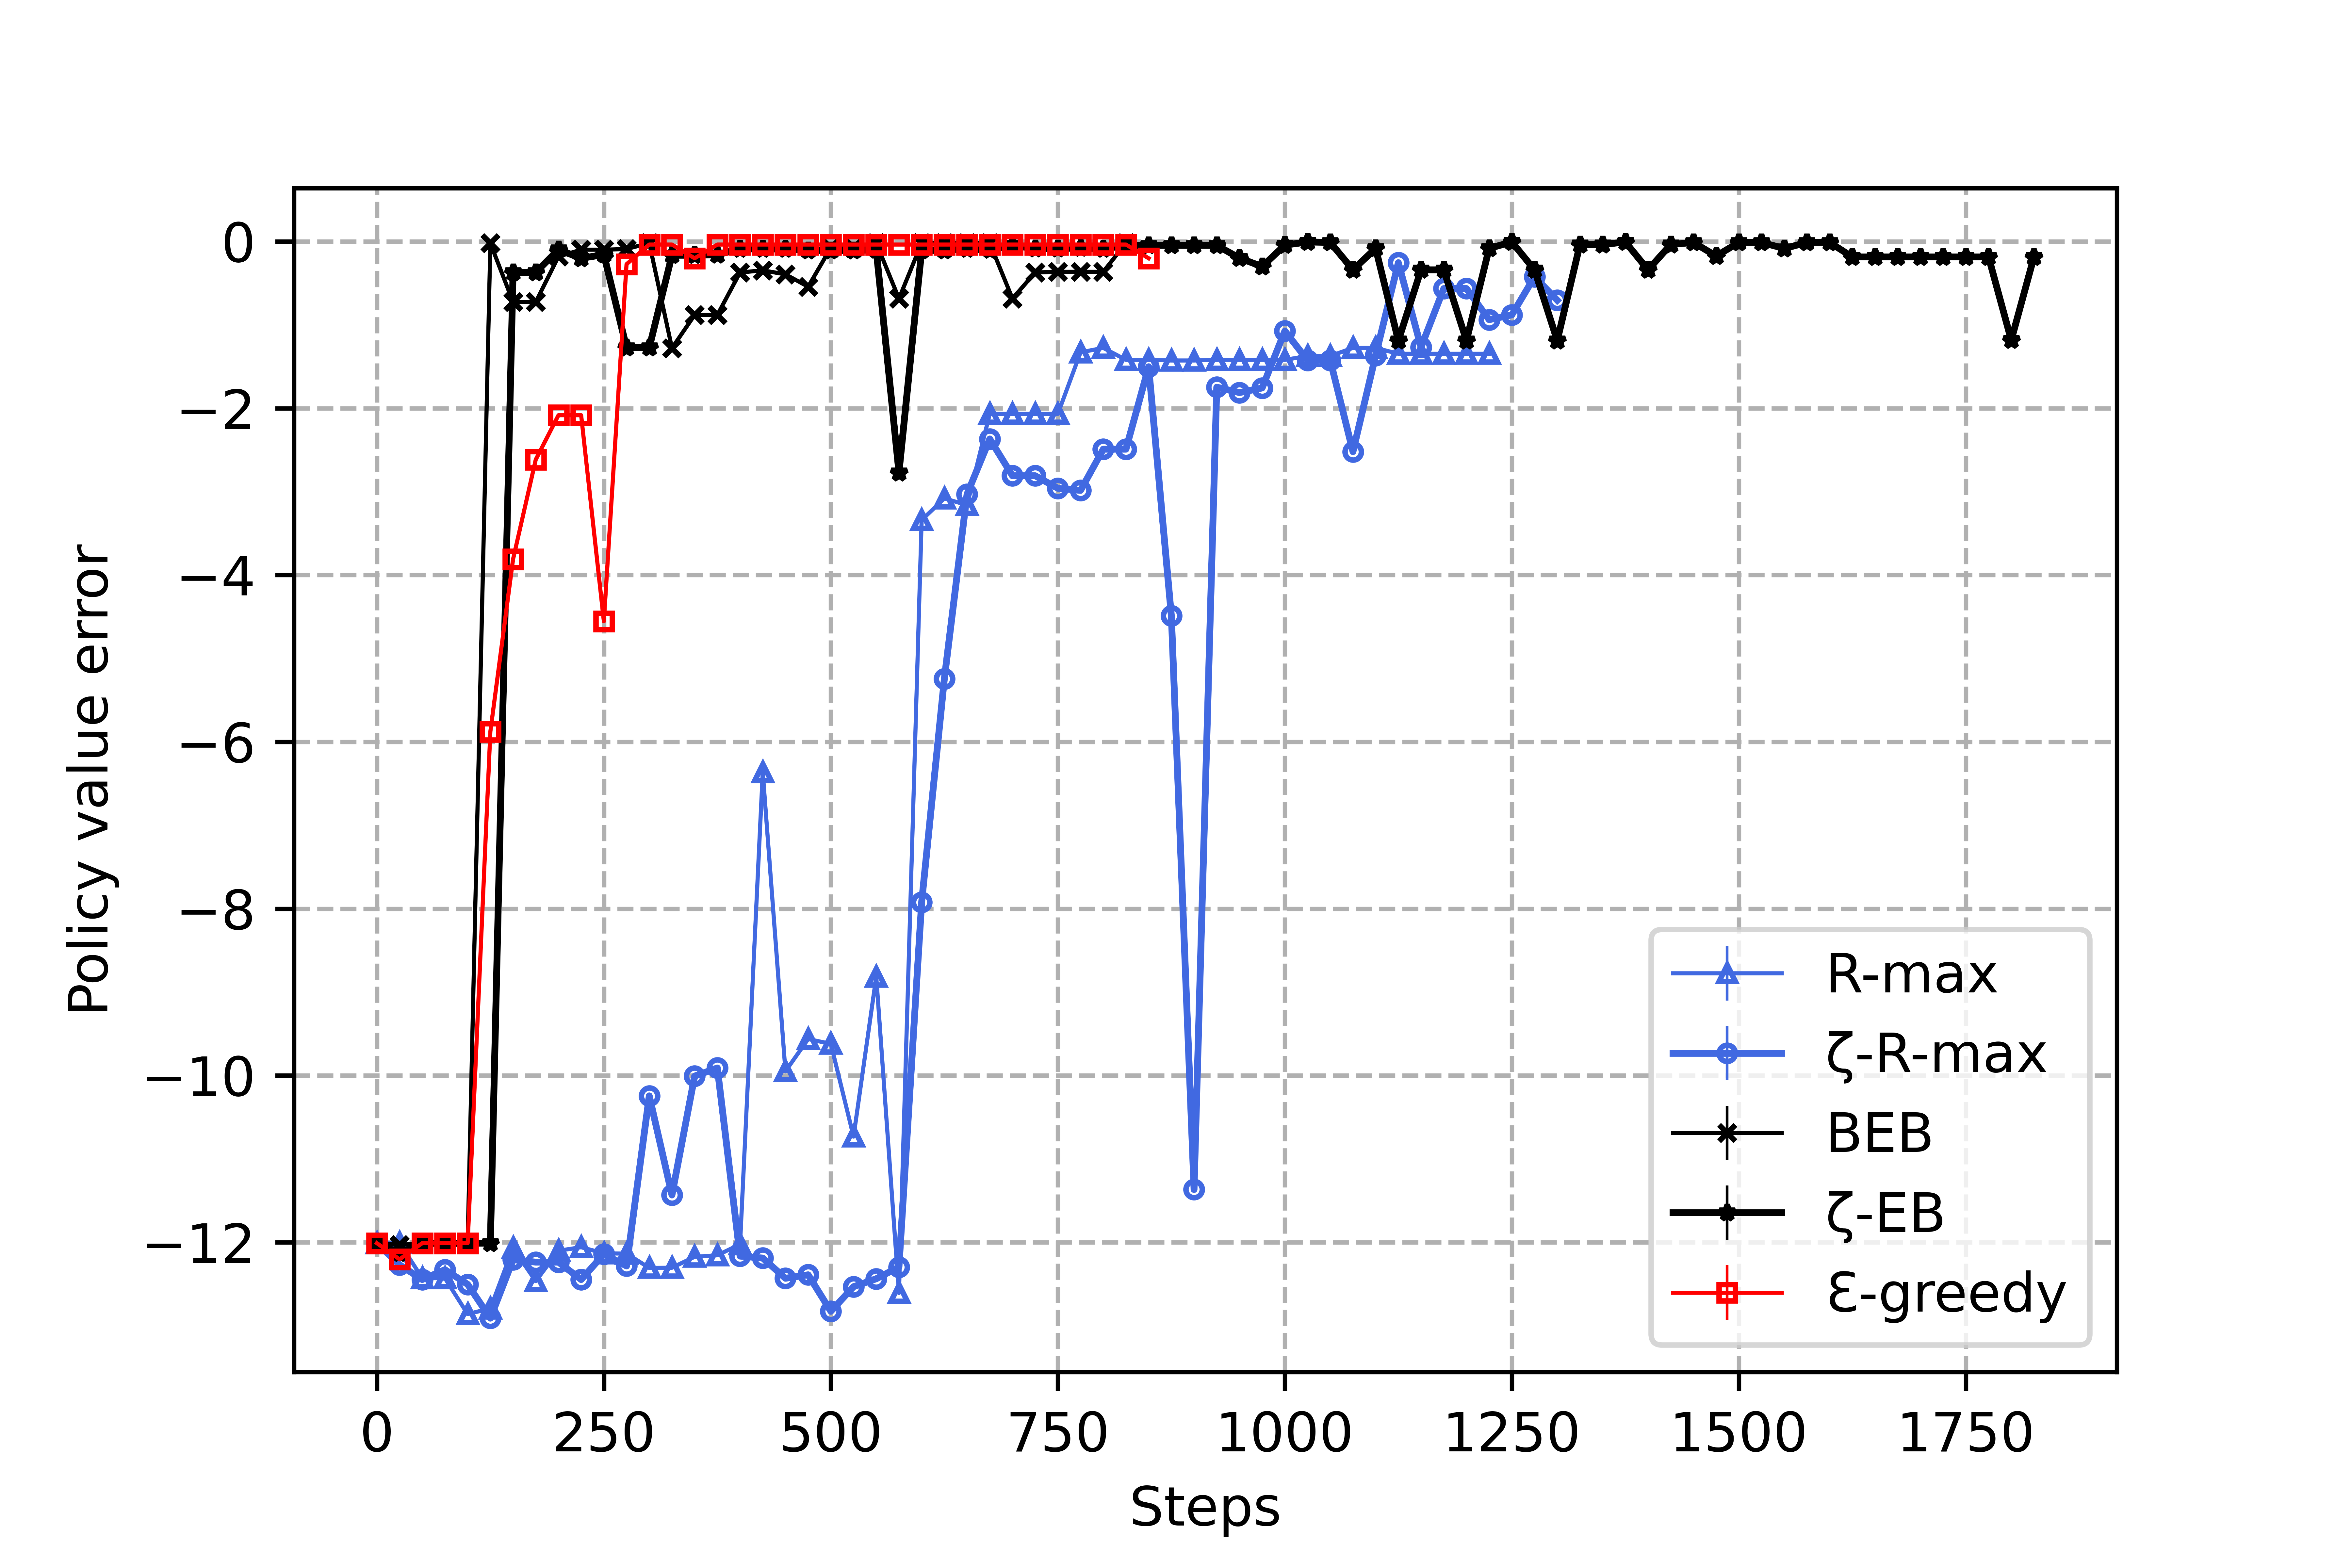 0
−2
−4
−6
−8
−10
−12
Policy value error
0 250 500 750 1000 1250 1500 1750
Steps
R-max
ζ-R-max
BEB
ζ-EB
Ɛ-greedy